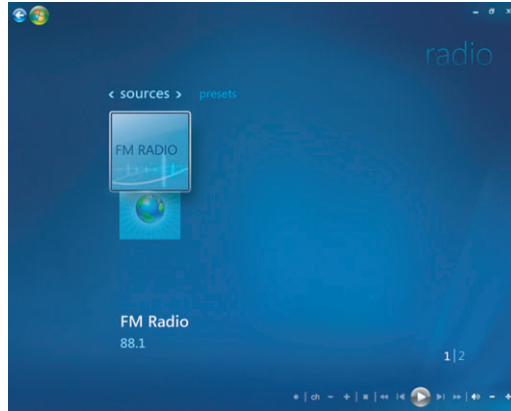 radio
< sources > presets
FM RADIO
FM Radio
88.1
1|2
ch - +